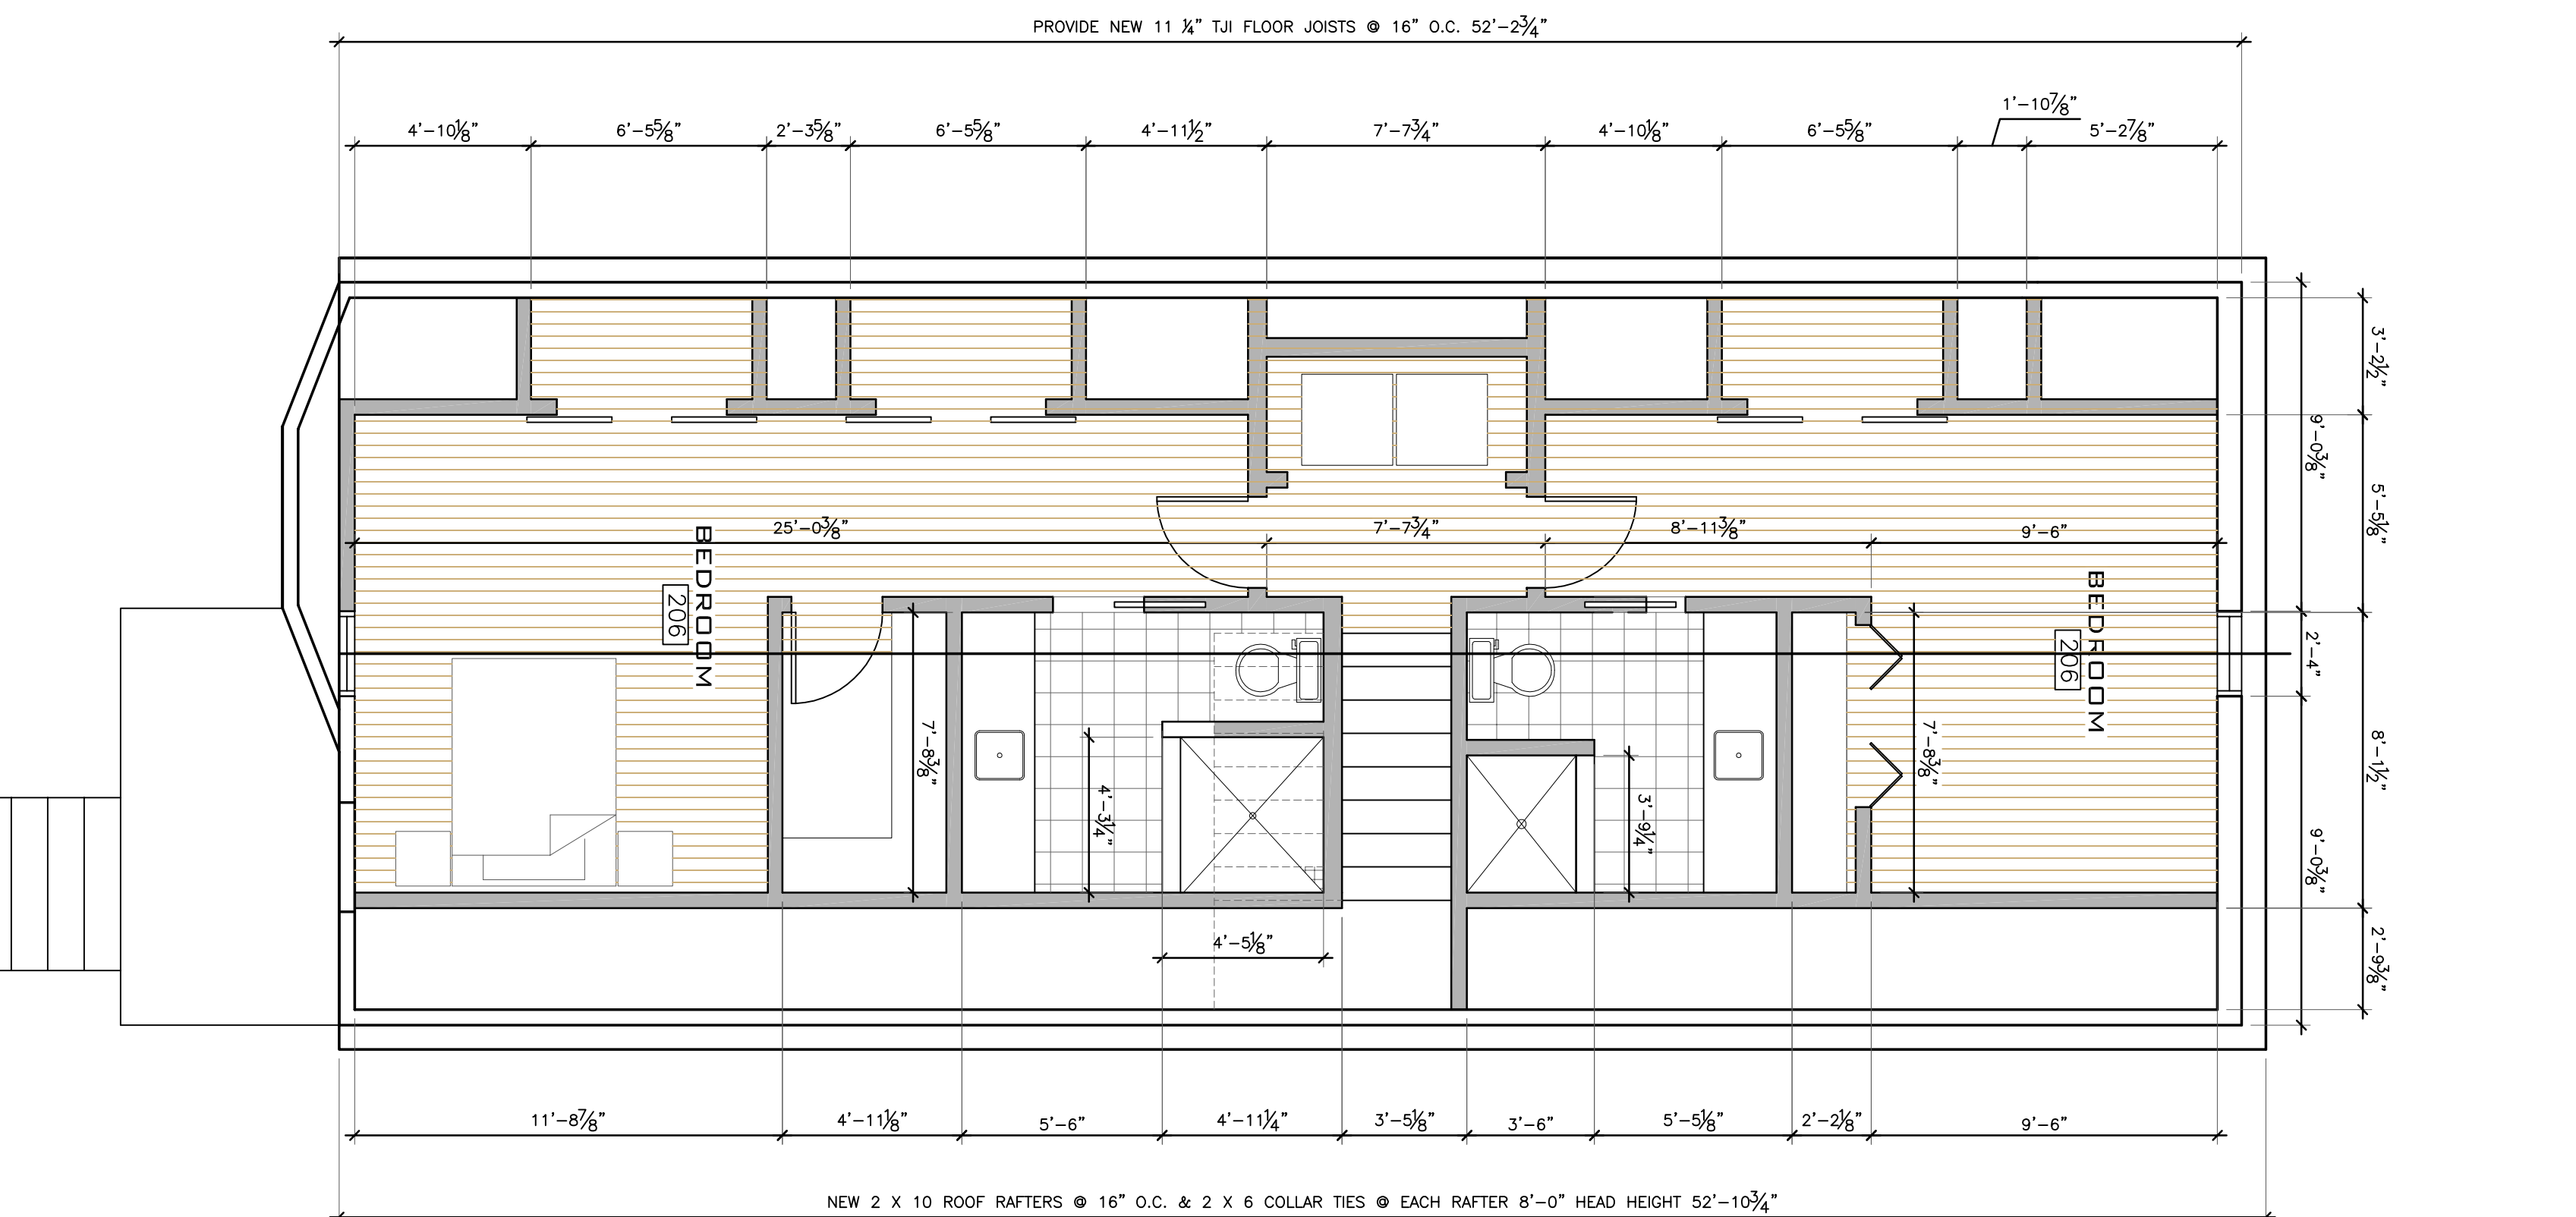 PROVIDE NEW 11 ¼" TJI FLOOR JOISTS @ 16" O.C. 52'-2¾"
1'-10⅞"
4'-10⅛" 6'-5⅝" 2'-3⅝" 6'-5⅝" 4'-11½" 7'-7¾" 4'-10⅛" 6'-5⅝" 5'-2⅞"
3'-2½"
9'-0⅜"
5'-5⅛"
25'-0⅜" 7'-7¾" 8'-11⅜" 9'-6"
BEDROOM
206
BEDROOM
206
2'-4"
7'-8⅜"
7'-8⅜"
8'-1½"
4'-3¼"
3'-9¼"
9'-0⅜"
4'-5⅛"
2'-9⅜"
11'-8⅞" 4'-11⅛" 5'-6" 4'-11¼" 3'-5⅛" 3'-6" 5'-5⅛" 2'-2⅛" 9'-6"
NEW 2 X 10 ROOF RAFTERS @ 16" O.C. & 2 X 6 COLLAR TIES @ EACH RAFTER 8'-0" HEAD HEIGHT 52'-10¾"